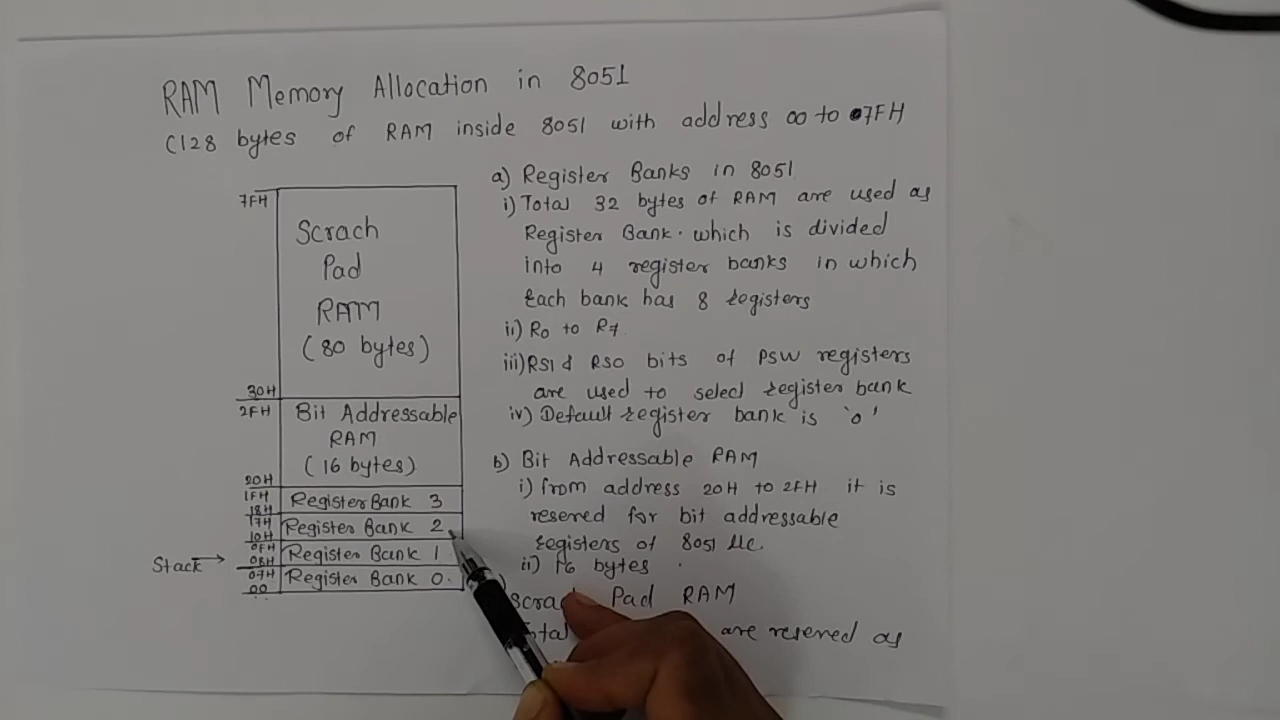 RAM Memory Allocation in 8051
(128 bytes of RAM inside 8051 with address 00 to 07FH
7FH
Scrach
Pad
RAM
(80 bytes)
30H
2FH
Bit Addressable
RAM
(16 bytes)
20H
1FH
Register Bank 3
18H
17H
Register Bank 2
10H
0FH
Register Bank 1
08H
Stack →
07H
Register Bank 0
00
a) Register Banks in 8051
i) Total 32 bytes of RAM are used as
Register Bank. which is divided
into 4 register banks in which
Each bank has 8 registers
ii) R0 to R7
iii) RS1 & RS0 bits of PSW registers
are used to select register bank
iv) Default register bank is '0'
b) Bit Addressable RAM
i) from address 20H to 2FH it is
resered for bit addressable
registers of 8051 Uc.
ii) 16 bytes
Pad RAM
are resered as